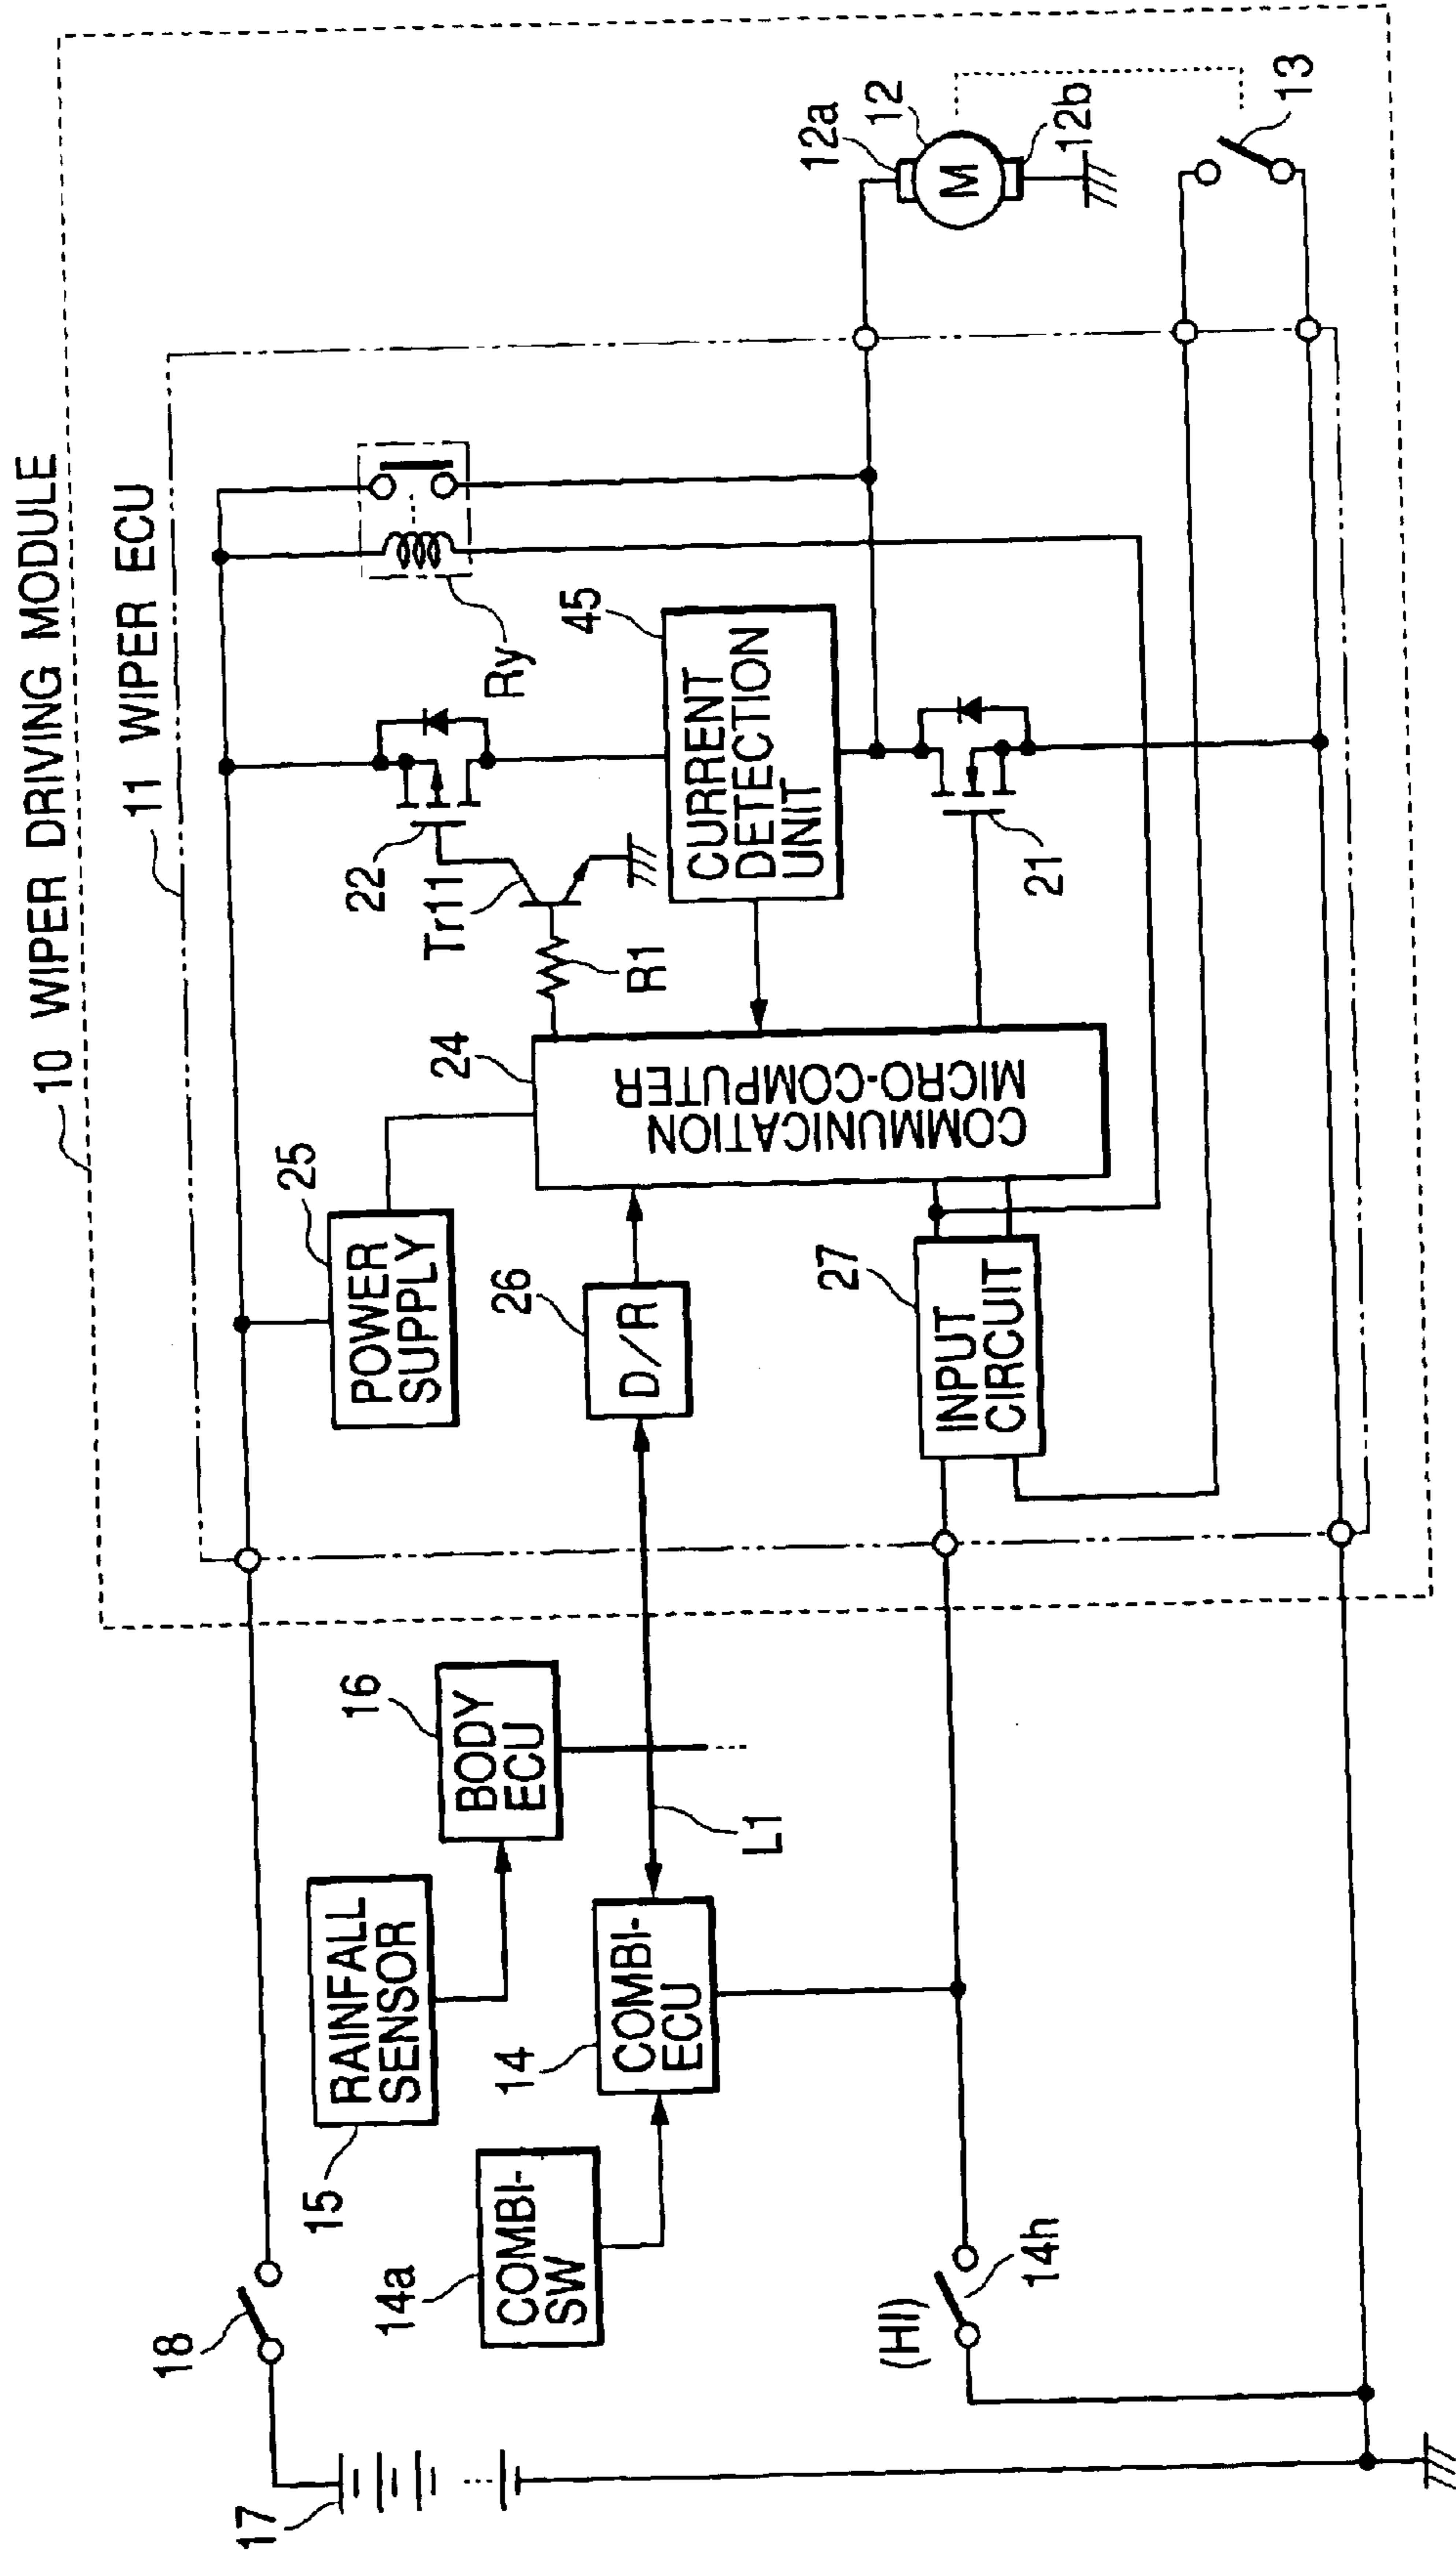 10 WIPER DRIVING MODULE
11 WIPER ECU
17
18
15
RAINFALL
SENSOR
16
BODY
ECU
14a
COMBI-
SW
14
COMBI-
ECU
L1
(HI)
14h
25
POWER
SUPPLY
26
D/R
27
INPUT
CIRCUIT
24
COMMUNICATION
MICRO-COMPUTER
22
Tr11
R1
Ry
45
CURRENT
DETECTION
UNIT
21
12a
12
M
12b
13